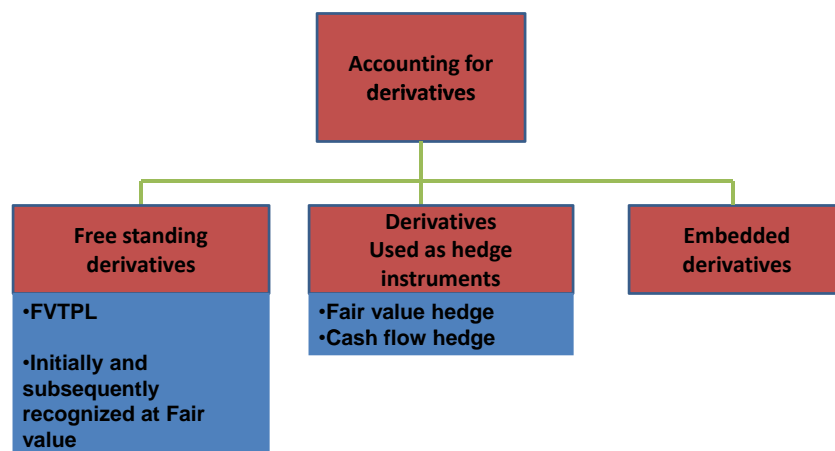 Accounting for
derivatives
Free standing
derivatives
•FVTPL
•Initially and
subsequently
recognized at Fair
value
Derivatives
Used as hedge
instruments
•Fair value hedge
•Cash flow hedge
Embedded
derivatives